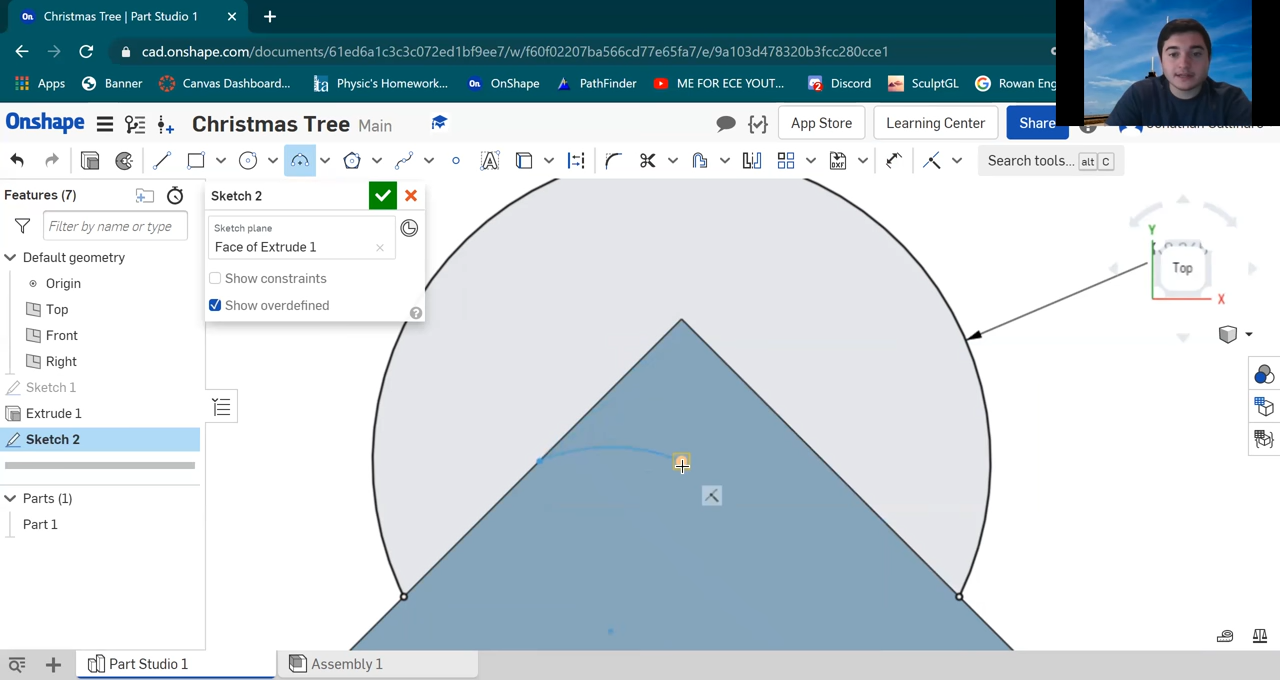 On Christmas Tree | Part Studio 1
cad.onshape.com/documents/61ed6a1c3c3c072ed1bf9ee7/w/f60f02207ba566cd77e65fa7/e/9a103d478320b3fcc280cce1
Apps Banner Canvas Dashboard... Physic's Homework... On OnShape PathFinder ME FOR ECE YOUT... Discord SculptGL Rowan Eng
Onshape Christmas Tree Main App Store Learning Center Share
Search tools... alt C
Features (7)
Filter by name or type
Default geometry
Origin
Top
Front
Right
Sketch 1
Extrude 1
Sketch 2
Parts (1)
Part 1
Sketch 2
Sketch plane
Face of Extrude 1
Show constraints
Show overdefined
Y
Top
X
Part Studio 1 Assembly 1